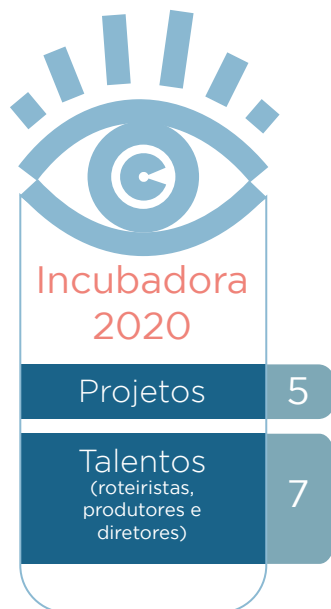 Incubadora
2020
Projetos
5
Talentos
(roteiristas,
produtores e
diretores)
7